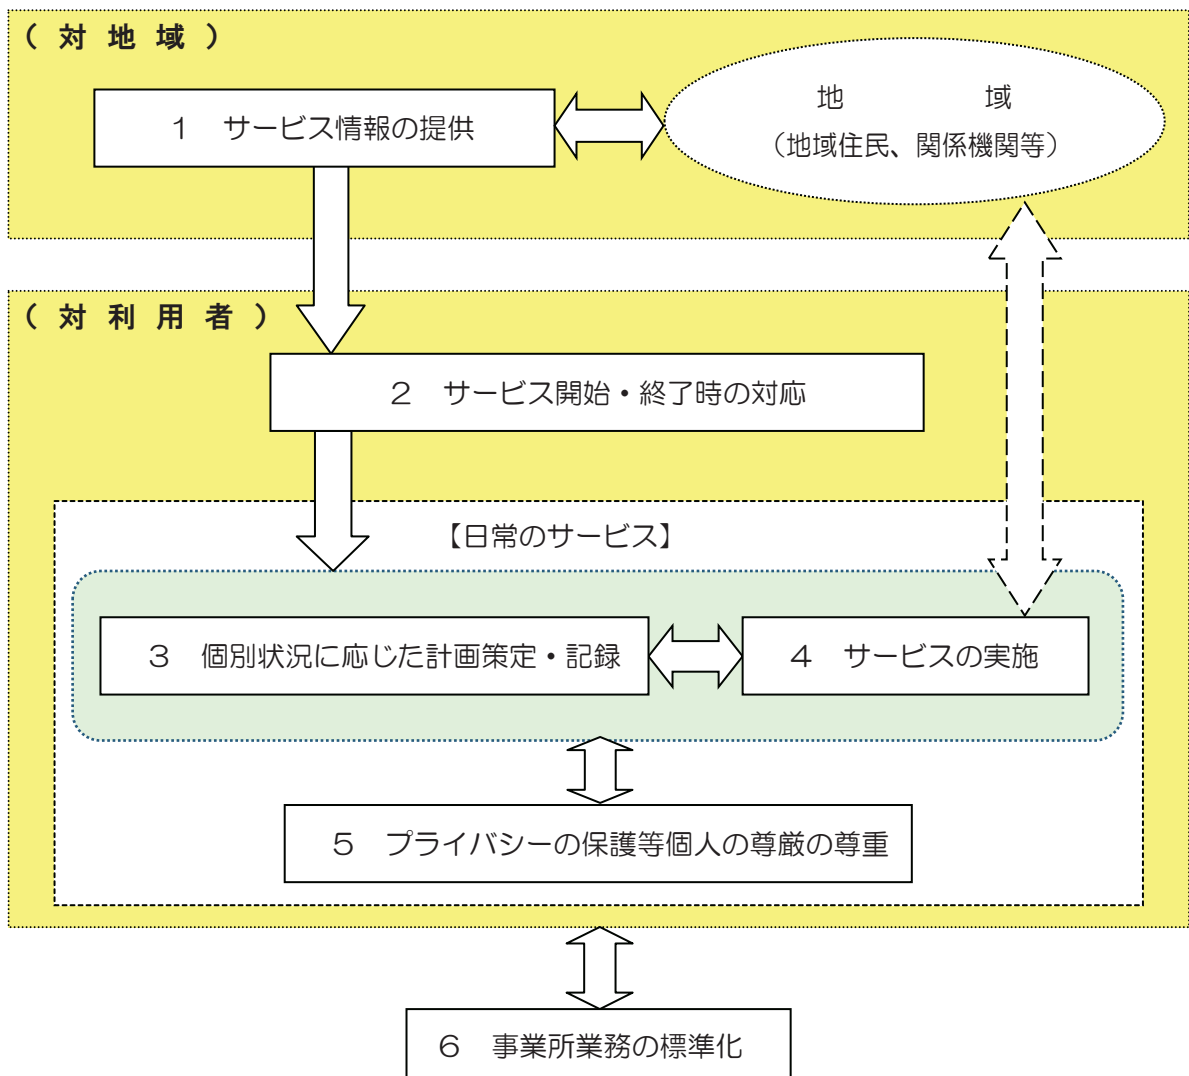 （対地域）
1　サービス情報の提供
地　　　　域
（地域住民、関係機関等）
（対利用者）
2　サービス開始・終了時の対応
【日常のサービス】
3　個別状況に応じた計画策定・記録
4　サービスの実施
5　プライバシーの保護等個人の尊厳の尊重
6　事業所業務の標準化